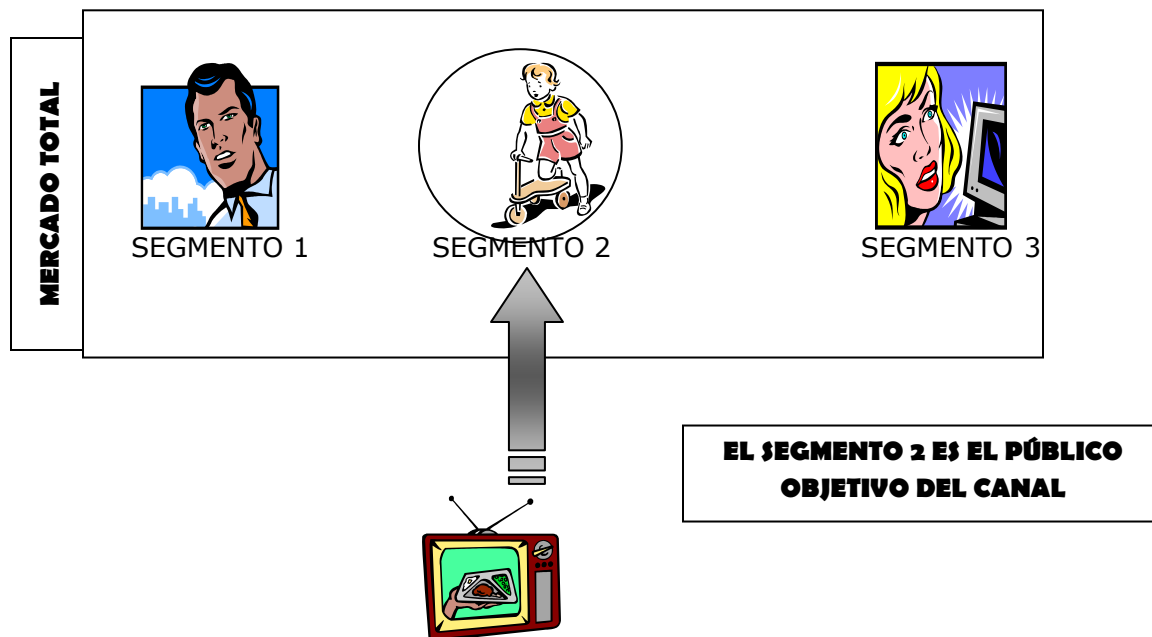 MERCADO TOTAL
SEGMENTO 1
SEGMENTO 2
SEGMENTO 3
EL SEGMENTO 2 ES EL PÚBLICO
OBJETIVO DEL CANAL